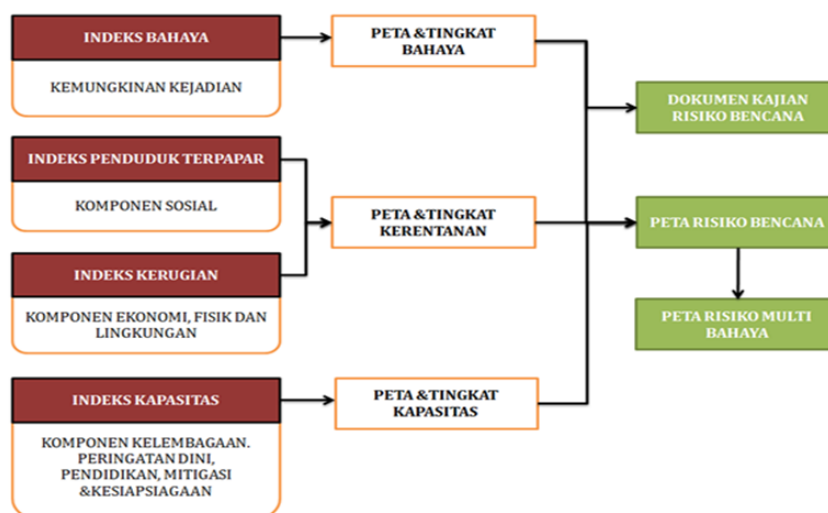 INDEKS BAHAYA
KEMUNGKINAN KEJADIAN
INDEKS PENDUDUK TERPAPAR
KOMPONEN SOSIAL
INDEKS KERUGIAN
KOMPONEN EKONOMI, FISIK DAN
LINGKUNGAN
INDEKS KAPASITAS
KOMPONEN KELEMBAGAAN.
PERINGATAN DINI,
PENDIDIKAN, MITIGASI
&KESIAPSIAGAAN
PETA &TINGKAT
BAHAYA
PETA &TINGKAT
KERENTANAN
PETA &TINGKAT
KAPASITAS
DOKUMEN KAJIAN
RISIKO BENCANA
PETA RISIKO BENCANA
PETA RISIKO MULTI
BAHAYA